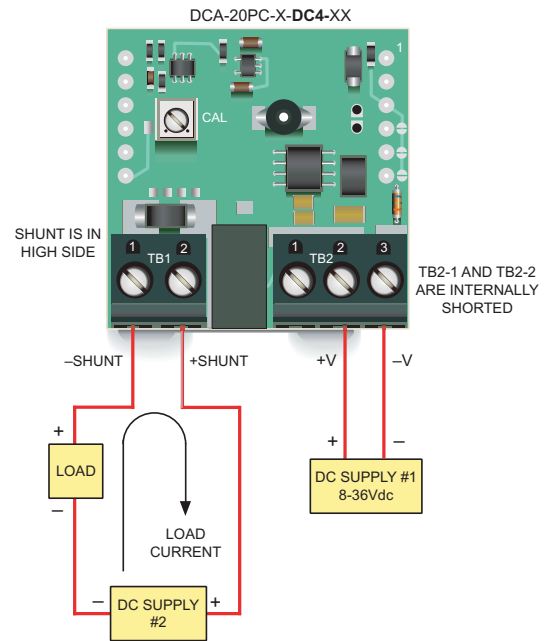 DCA-20PC-X-DC4-XX
1
CAL
SHUNT IS IN
HIGH SIDE
1 2
TB1
1 2 3
TB2
TB2-1 AND TB2-2
ARE INTERNALLY
SHORTED
–SHUNT +SHUNT
+V –V
+
LOAD
–
LOAD
CURRENT
– +
DC SUPPLY
#2
+ –
DC SUPPLY #1
8-36Vdc